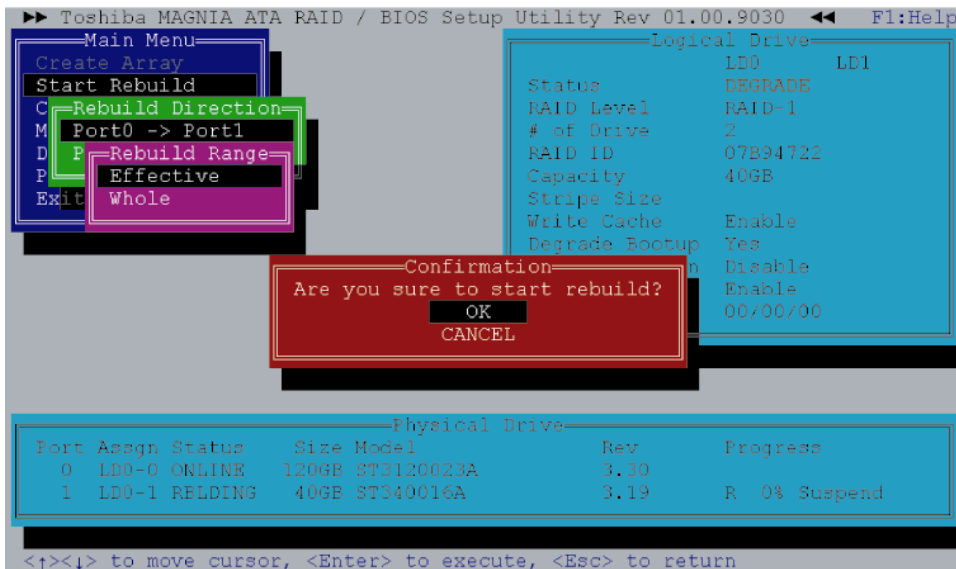 ►► Toshiba MAGNIA ATA RAID / BIOS Setup Utility Rev 01.00.9030 ◄◄ F1:Help
Main Menu
Create Array
Start Rebuild
C
Rebuild Direction
M
Port0 -> Port1
D
P
Rebuild Range
P
Effective
Exit
Whole
Logical Drive
LD0 LD1
Status DEGRADE
RAID Level RAID-1
# of Drive 2
RAID ID 07B94722
Capacity 40GB
Stripe Size
Write Cache Enable
Degrade Bootup Yes
n Disable
Enable
00/00/00
Confirmation
Are you sure to start rebuild?
OK
CANCEL
Physical Drive
Port Assgn Status Size Model Rev Progress
0 LD0-0 ONLINE 120GB ST3120023A 3.30
1 LD0-1 RBLDING 40GB ST340016A 3.19 R 0% Suspend
<↑><↓> to move cursor, <Enter> to execute, <Esc> to return